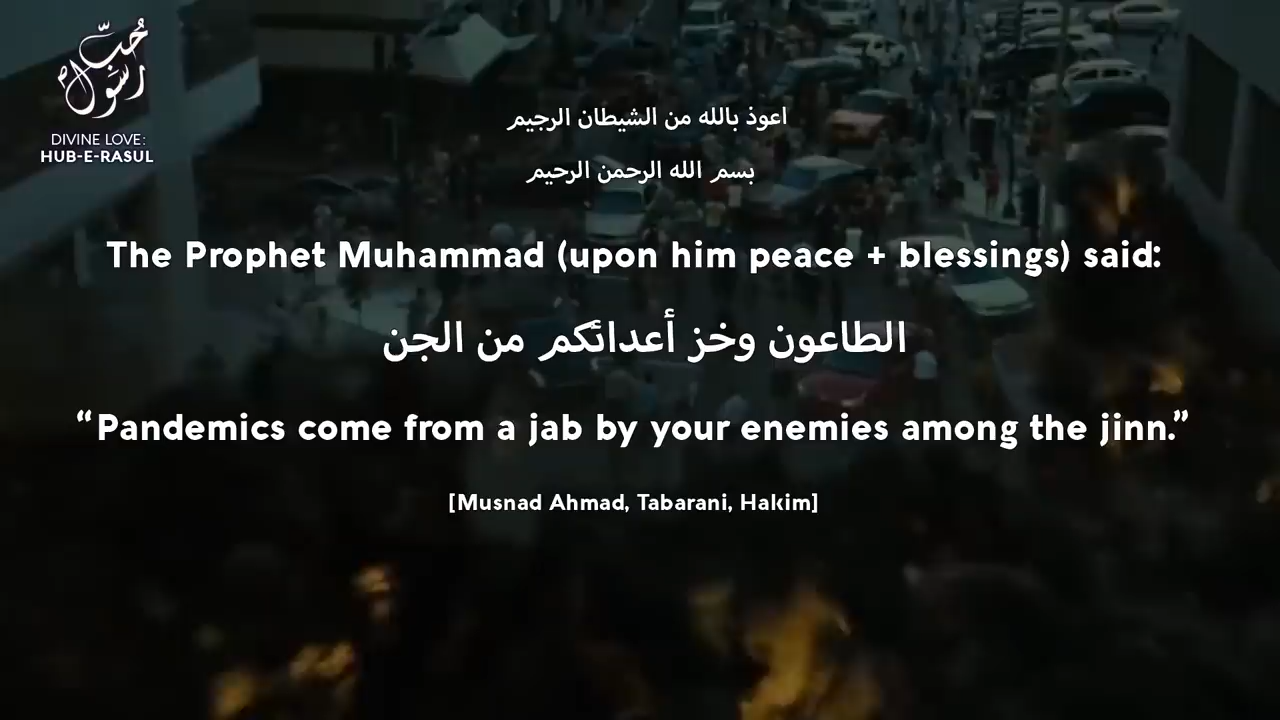 حُبّ
رسُول
DIVINE LOVE:
HUB-E-RASUL
اعوذ بالله من الشيطان الرجيم
بسم الله الرحمن الرحيم
The Prophet Muhammad (upon him peace + blessings) said:
الطاعون وخز أعدائكم من الجن
“Pandemics come from a jab by your enemies among the jinn.”
[Musnad Ahmad, Tabarani, Hakim]